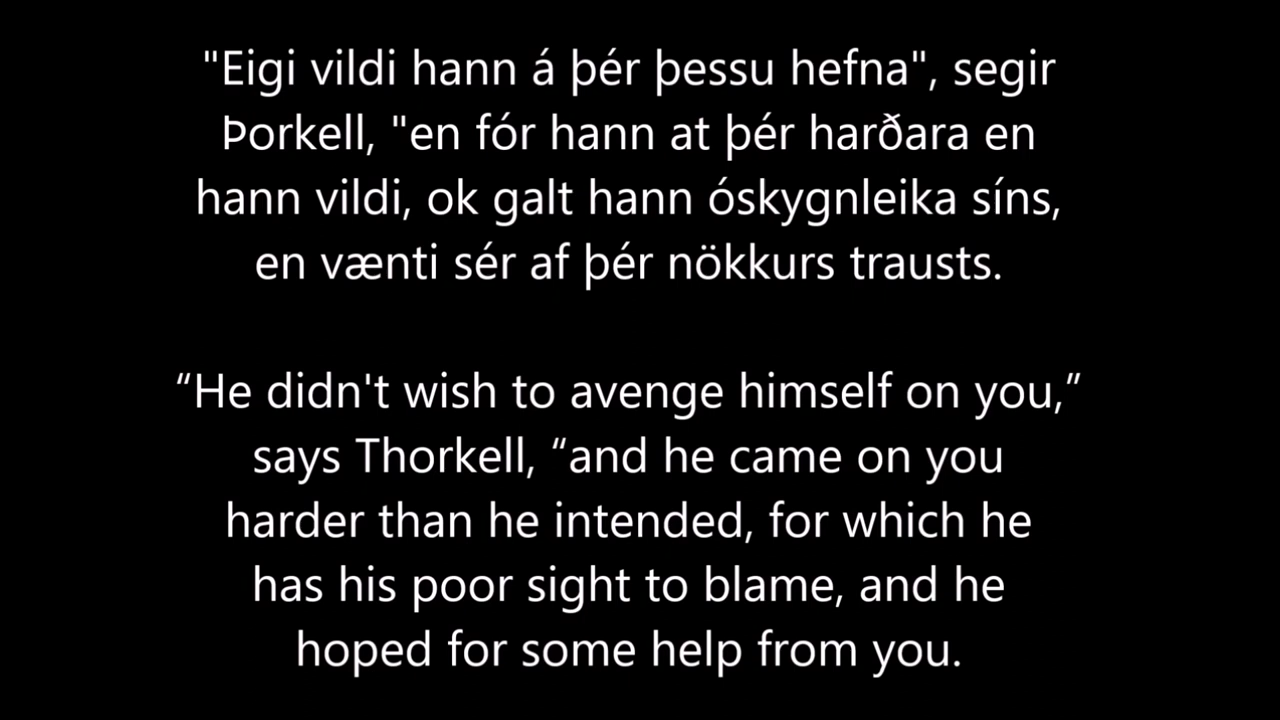 "Eigi vildi hann á þér þessu hefna", segir
Þorkell, "en fór hann at þér harðara en
hann vildi, ok galt hann óskygnleika síns,
en vænti sér af þér nökkurs trausts.
“He didn't wish to avenge himself on you,”
says Thorkell, “and he came on you
harder than he intended, for which he
has his poor sight to blame, and he
hoped for some help from you.